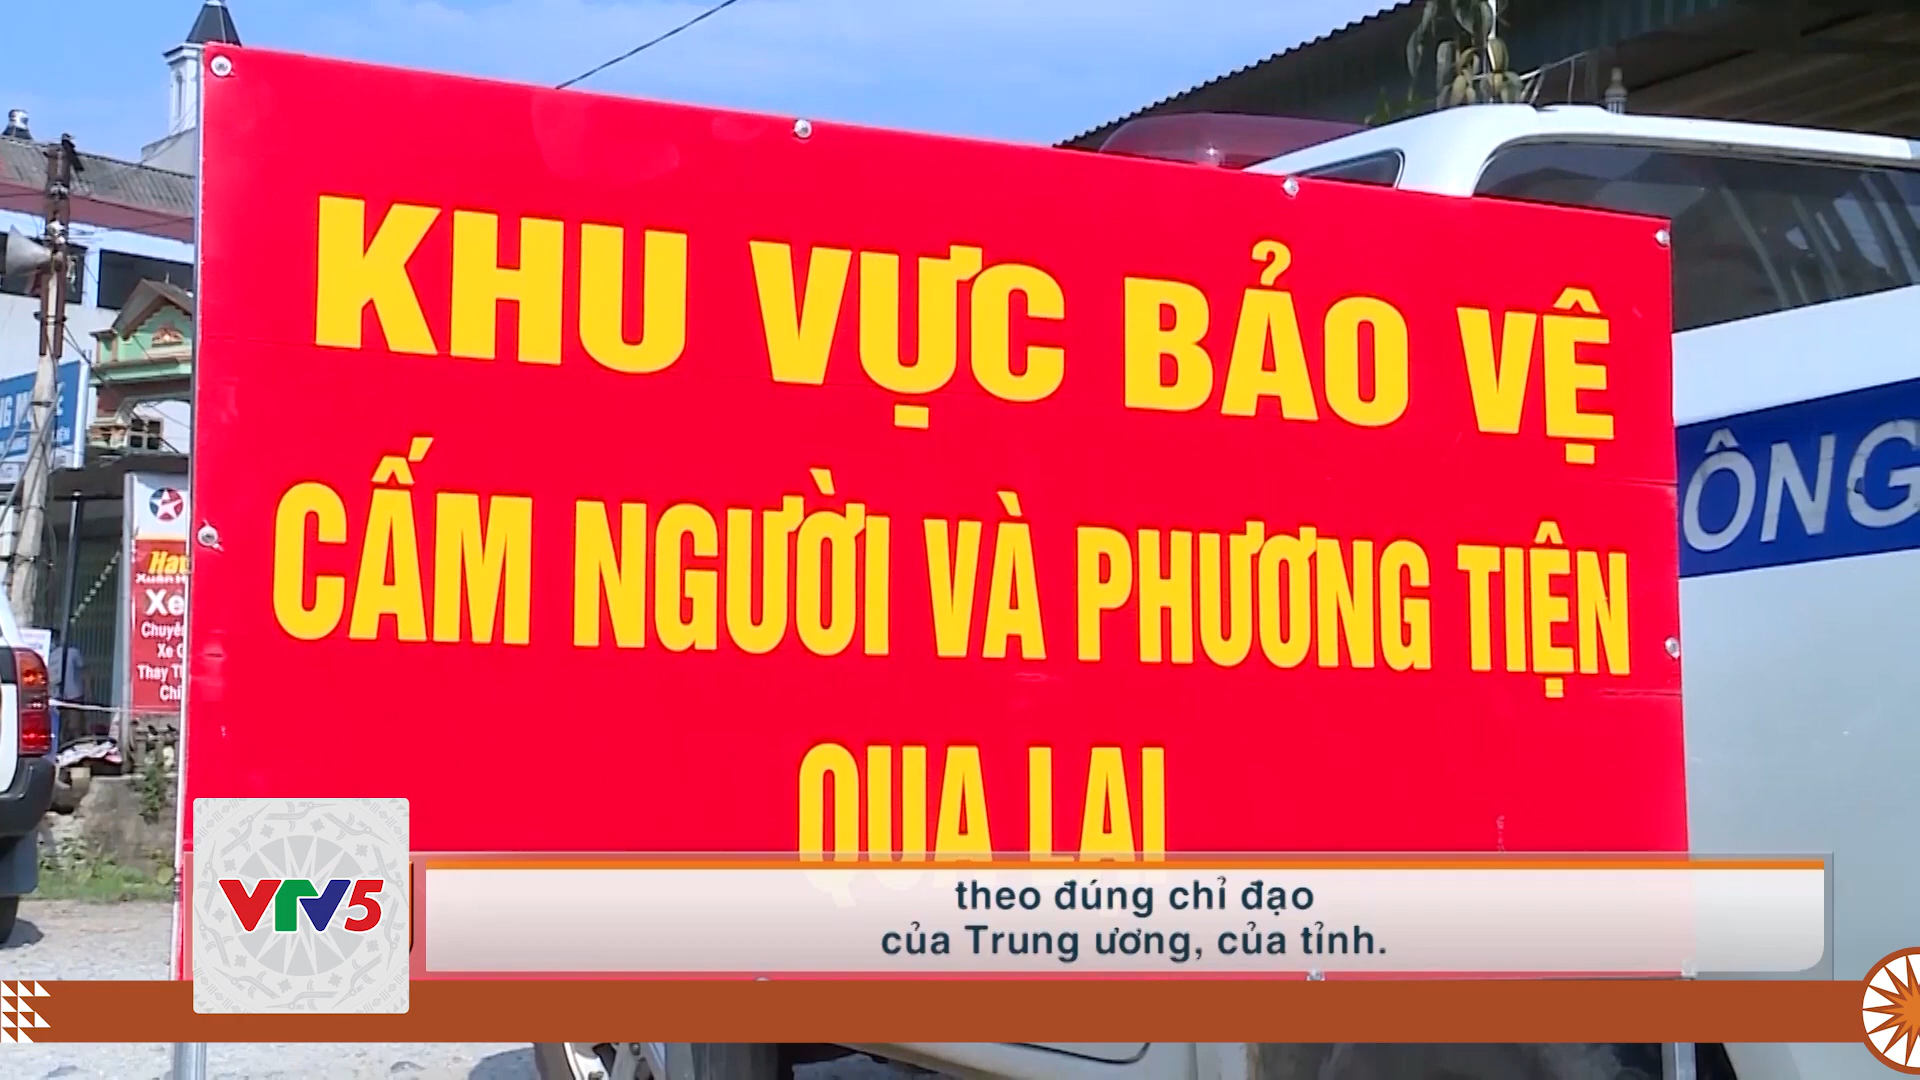 KHU VỰC BẢO VỆ
CẤM NGƯỜI VÀ PHƯƠNG TIỆN
QUA LẠI
ÔNG
Xe
VTV5
theo đúng chỉ đạo
của Trung ương, của tỉnh.